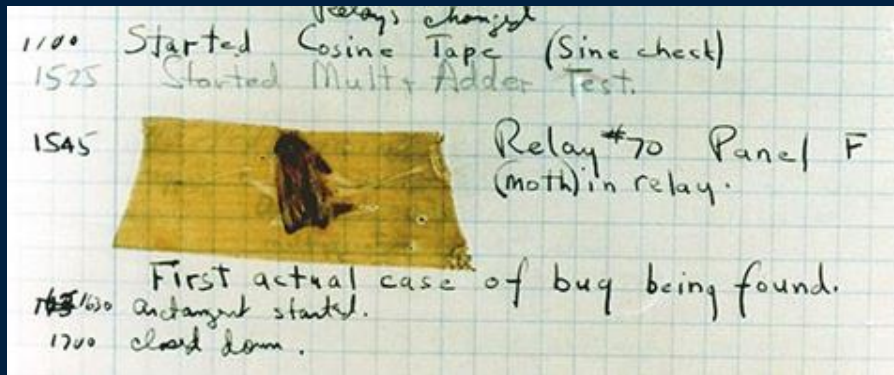 Relays changed
1100 Started Cosine Tape (Sine check)
1525 Started Mult + Adder Test.
1545 Relay #70 Panel F
(moth) in relay.
First actual case of bug being found.
1630 arctangent started.
1700 closed down.